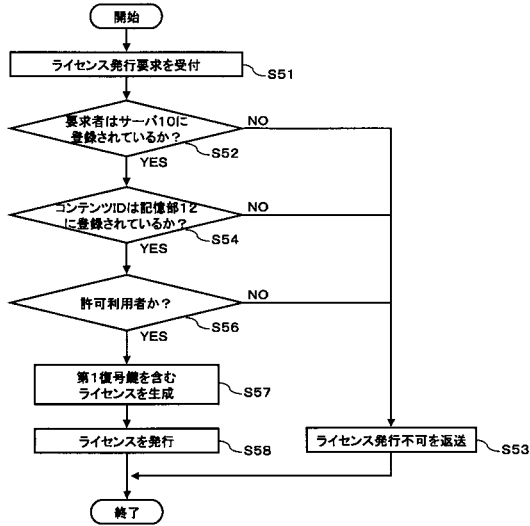 開始
ライセンス発行要求を受付
S51
要求者はサーバ10に
登録されているか?
NO
S52
YES
コンテンツIDは記憶部12
に登録されているか?
NO
S54
YES
許可利用者か?
NO
S56
YES
第1復号鍵を含む
ライセンスを生成
S57
ライセンスを発行
S58
ライセンス発行不可を返送
S53
終了